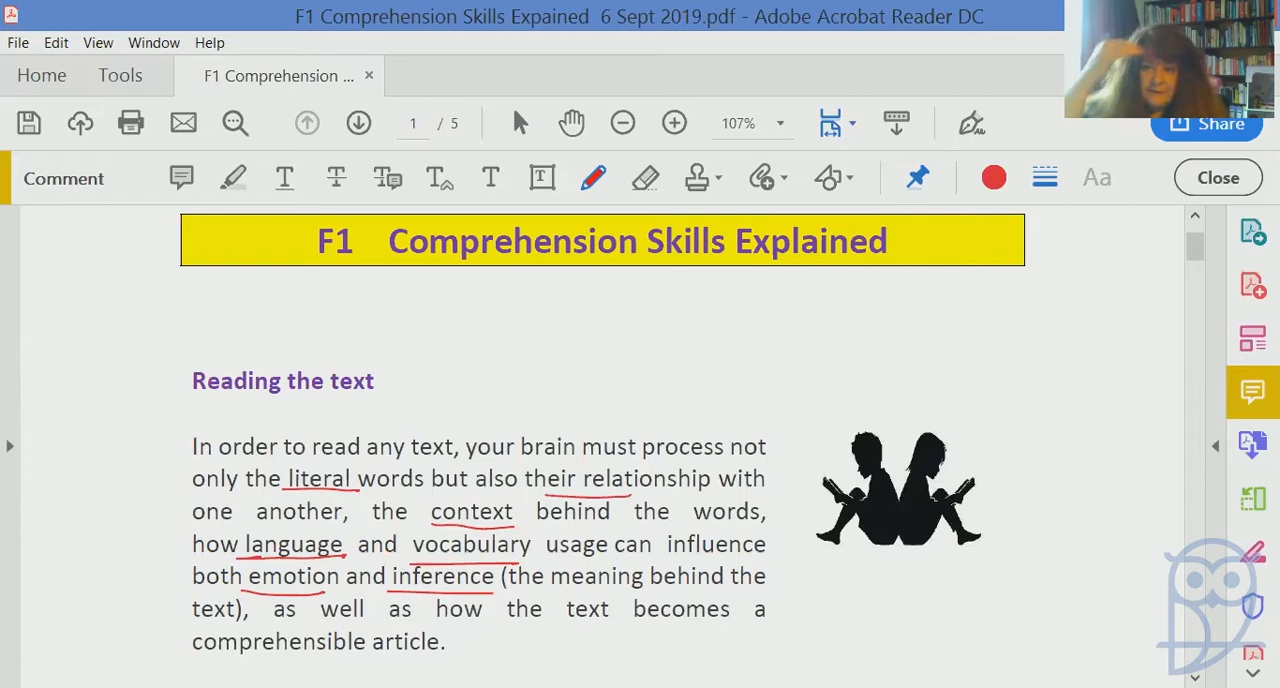 F1 Comprehension Skills Expained 6 Sept 2019.pdf - Adobe Acrobat Reader DC
File Edit View Window Help
Home Tools F1 Comprehension ... ×
1 / 5 107% Share
Comment T T T T T T Aa Close
F1 Comprehension Skills Explained
Reading the text
In order to read any text, your brain must process not
only the literal words but also their relationship with
one another, the context behind the words,
how language and vocabulary usage can influence
both emotion and inference (the meaning behind the
text), as well as how the text becomes a
comprehensible article.